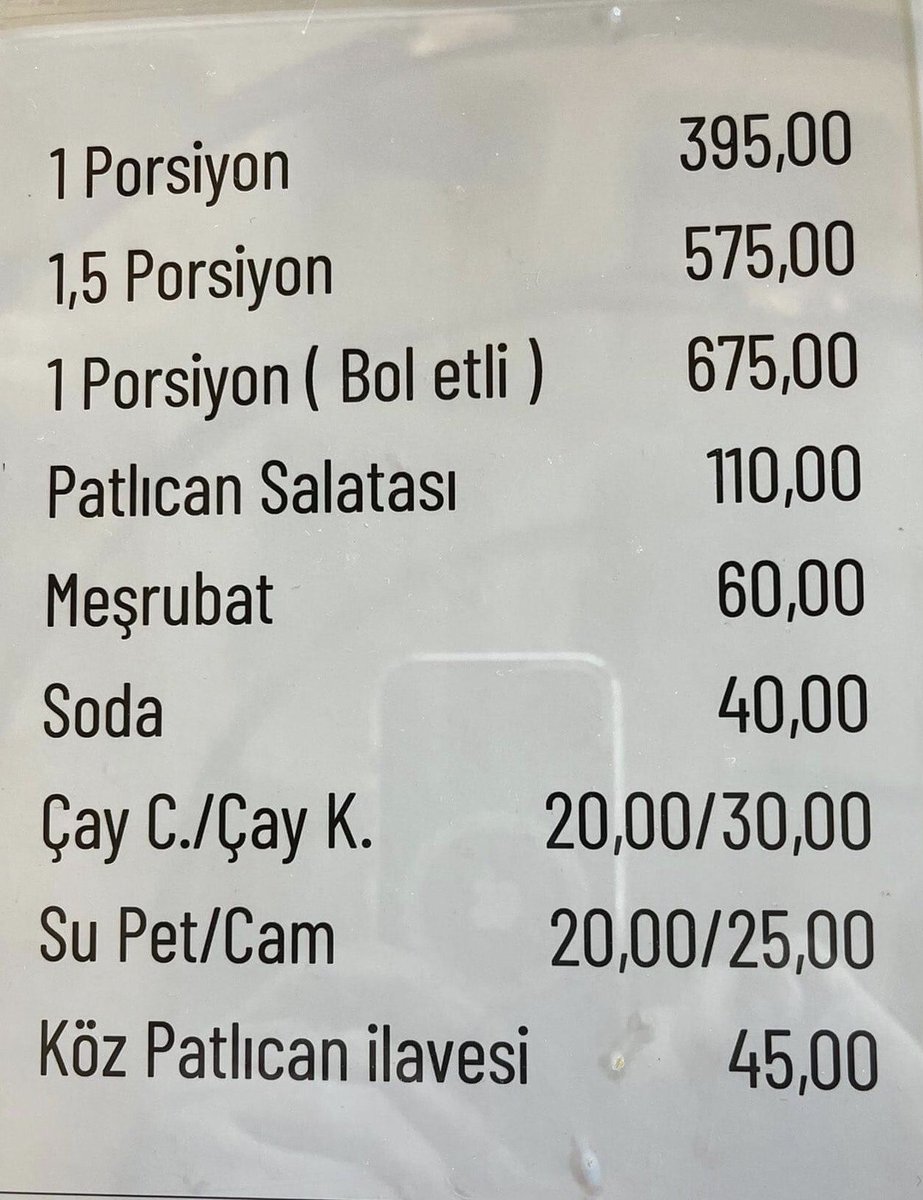 1 Porsiyon 395,00
1,5 Porsiyon 575,00
1 Porsiyon ( Bol etli ) 675,00
Patlıcan Salatası 110,00
Meşrubat 60,00
Soda 40,00
Çay C./Çay K. 20,00/30,00
Su Pet/Cam 20,00/25,00
Köz Patlıcan ilavesi 45,00